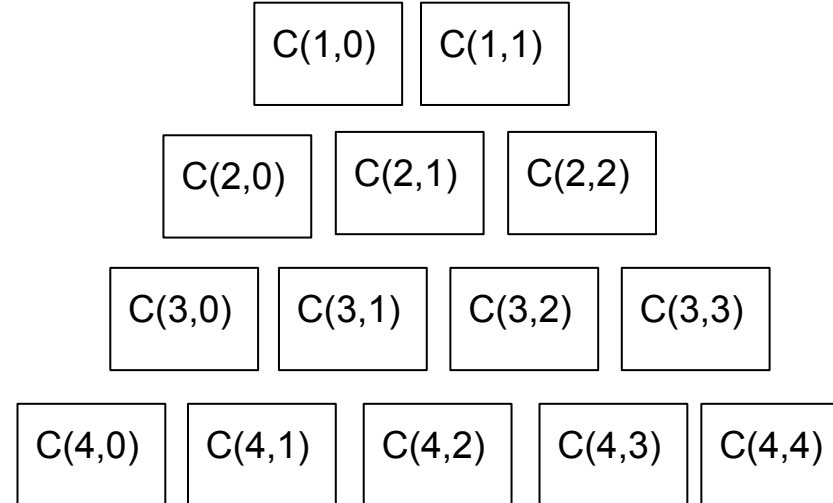 C(1,0) C(1,1)
C(2,0) C(2,1) C(2,2)
C(3,0) C(3,1) C(3,2) C(3,3)
C(4,0) C(4,1) C(4,2) C(4,3) C(4,4)